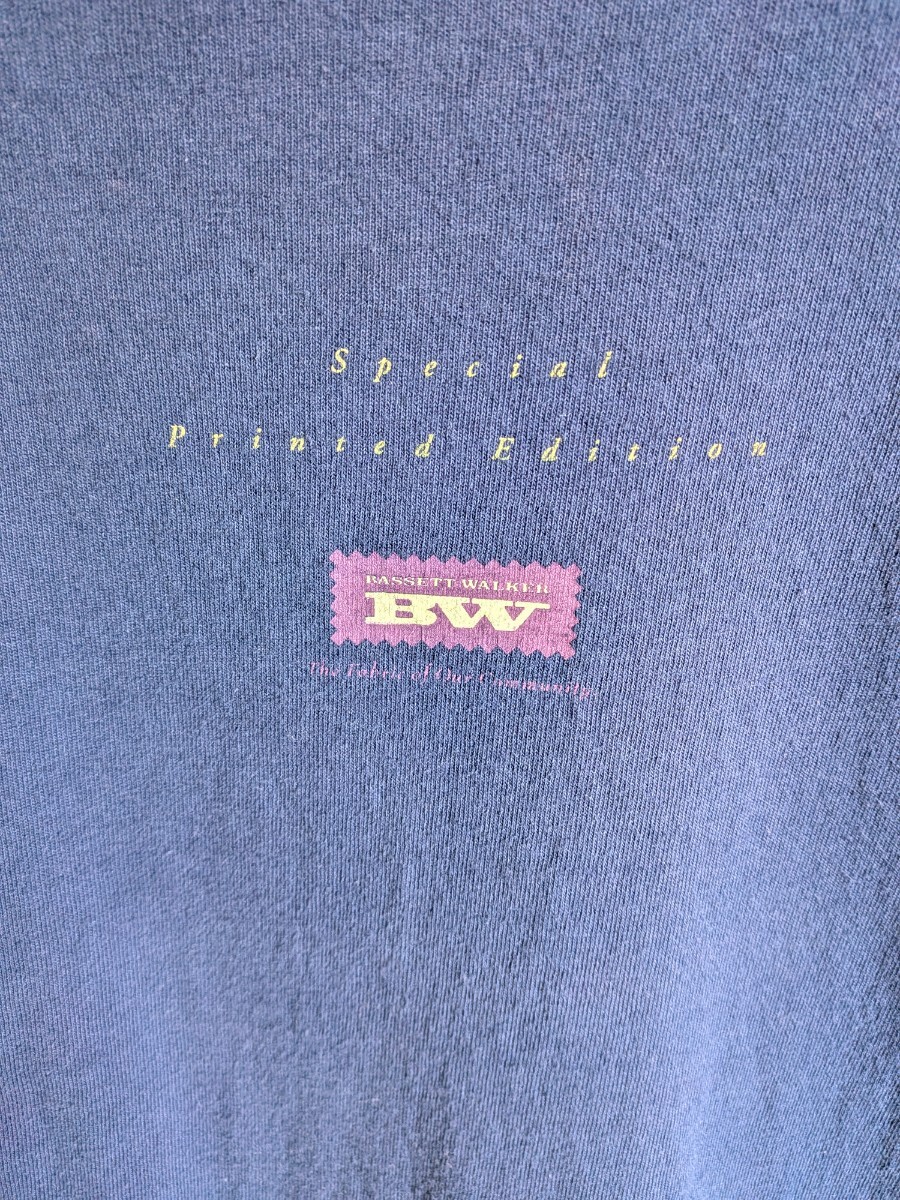 Special
Printed Edition
BASSETT-WALKER
BW
The Fabric of Our Community